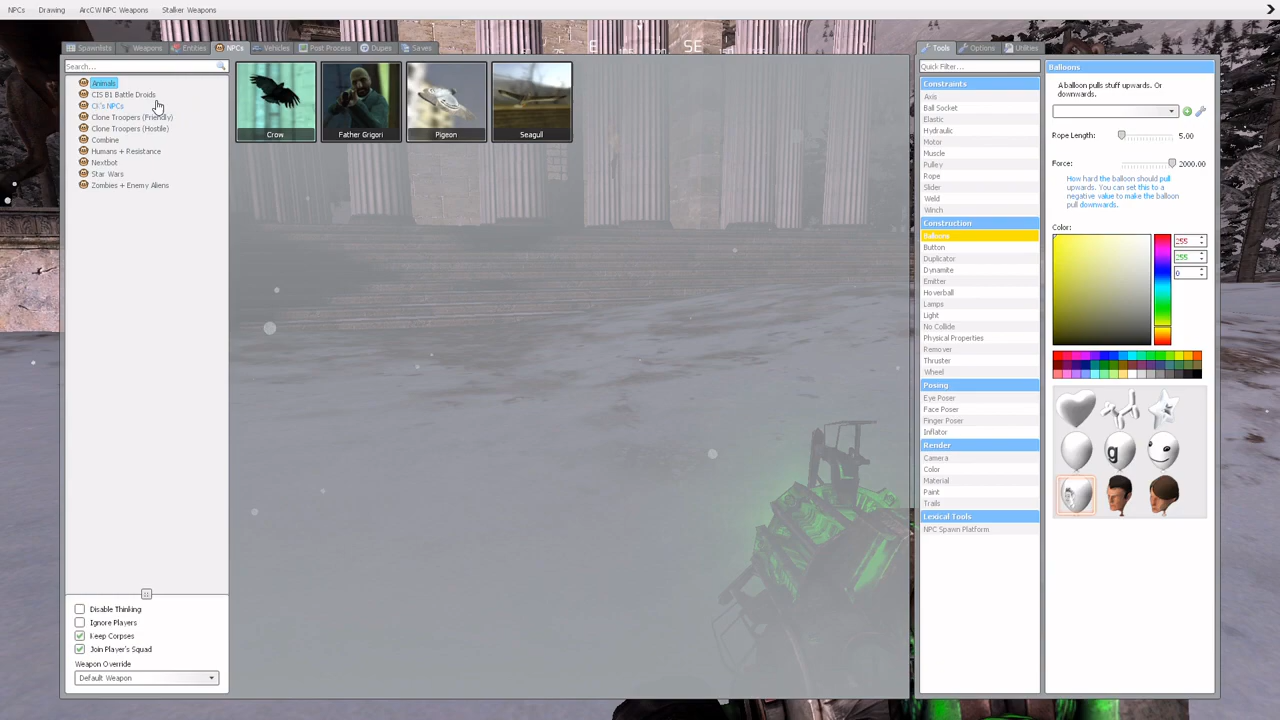 NPCs Drawing ArcCW NPC Weapons Stalker Weapons
E SE
Spawnlists Weapons Entities NPCs Vehicles Post Process Dupes Saves
Search...
Animals
CIS B1 Battle Droids
CK's NPCs
Clone Troopers (Friendly)
Clone Troopers (Hostile)
Combine
Humans + Resistance
Nextbot
Star Wars
Zombies + Enemy Aliens
Crow Father Grigori Pigeon Seagull
Disable Thinking
Ignore Players
Keep Corpses
Join Player's Squad
Weapon Override
Default Weapon
Tools Options Utilities
Quick Filter...
Constraints
Axis
Ball Socket
Elastic
Hydraulic
Motor
Muscle
Pulley
Rope
Slider
Weld
Winch
Construction
Balloons
Button
Duplicator
Dynamite
Emitter
Hoverball
Lamps
Light
No Collide
Physical Properties
Remover
Thruster
Wheel
Posing
Eye Poser
Face Poser
Finger Poser
Inflator
Render
Camera
Color
Material
Paint
Trails
Lexical Tools
NPC Spawn Platform
Balloons
A balloon pulls stuff upwards. Or
downwards.
Rope Length: 5.00
Force: 2000.00
How hard the balloon should pull
upwards. You can set this to a
negative value to make the balloon
pull downwards.
Color:
255
255
0
g